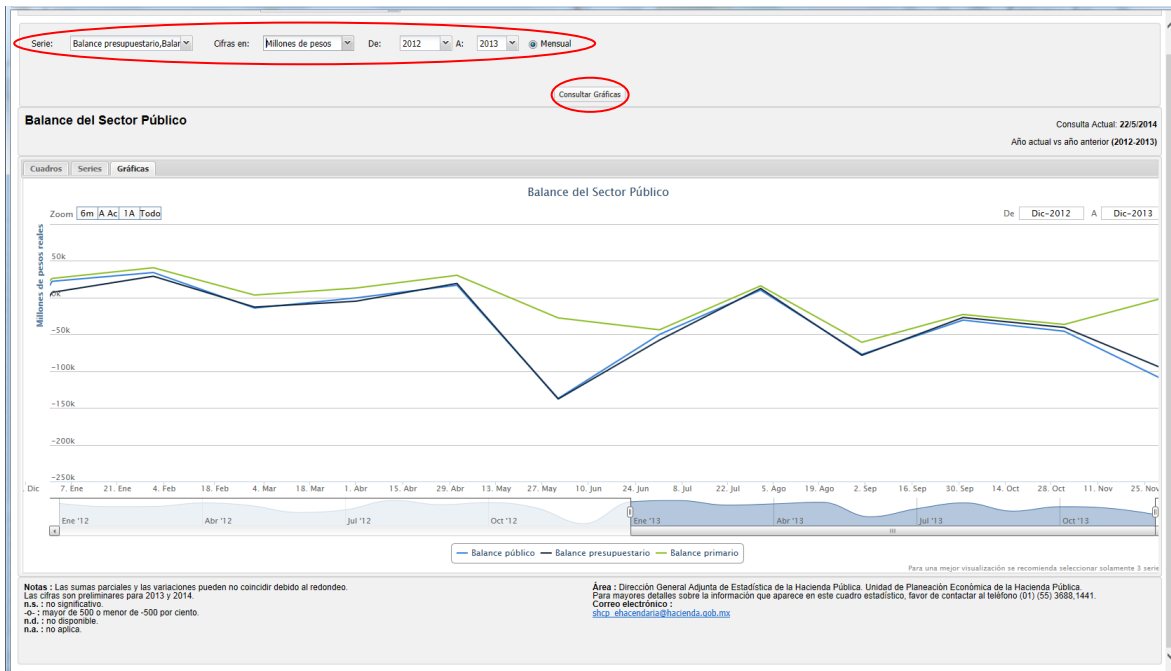 Serie: Balance presupuestario,Balar Cifras en: Millones de pesos De: 2012 A: 2013 Mensual
Consultar Gráficas
Balance del Sector Público
Consulta Actual: 22/5/2014
Año actual vs año anterior (2012-2013)
Cuadros Series Gráficas
Balance del Sector Público
Zoom 6m A Ac 1A Todo
De Dic-2012 A Dic-2013
Millones de pesos reales
50k
0k
-50k
-100k
-150k
-200k
-250k
. Dic 7. Ene 21. Ene 4. Feb 18. Feb 4. Mar 18. Mar 1. Abr 15. Abr 29. Abr 13. May 27. May 10. Jun 24. Jun 8. Jul 22. Jul 5. Ago 19. Ago 2. Sep 16. Sep 30. Sep 14. Oct 28. Oct 11. Nov 25. Nov
Ene '12 Abr '12 Jul '12 Oct '12 Ene '13 Abr '13 Jul '13 Oct '13
Balance público Balance presupuestario Balance primario
Para una mejor visualización se recomienda seleccionar solamente 3 serie
Notas : Las sumas parciales y las variaciones pueden no coincidir debido al redondeo.
Las cifras son preliminares para 2013 y 2014.
n.s. : no significativo.
-o- : mayor de 500 o menor de -500 por ciento.
n.d. : no disponible.
n.a. : no aplica.
Área : Dirección General Adjunta de Estadística de la Hacienda Pública. Unidad de Planeación Económica de la Hacienda Pública.
Para mayores detalles sobre la información que aparece en este cuadro estadístico, favor de contactar al teléfono (01) (55) 3688,1441.
Correo electrónico :
shcp_ehacendaria@hacienda.gob.mx